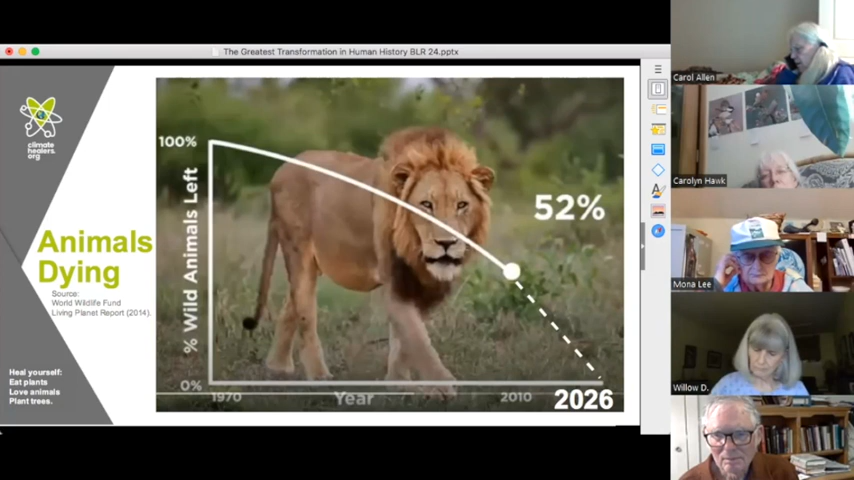 The Greatest Transformation in Human History BLR 24.pptx
climate
healers.
org
Animals
Dying
Source:
World Wildlife Fund
Living Planet Report (2014).
Heal yourself:
Eat plants
Love animals
Plant trees.
100%
% Wild Animals Left
52%
0%
1970
Year
2010
2026
Carol Allen
Carolyn Hawk
Mona Lee
Willow D.